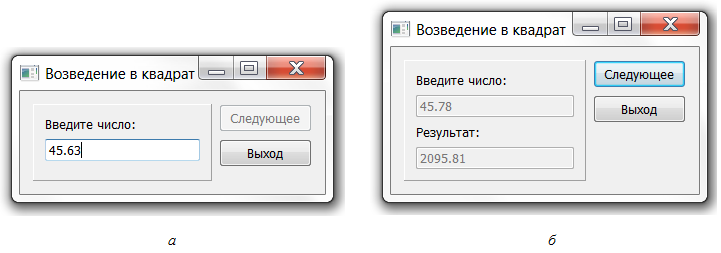 Возведение в квадрат
Введите число:
45.63
Следующее
Выход
а
Возведение в квадрат
Введите число:
45.78
Результат:
2095.81
Следующее
Выход
б